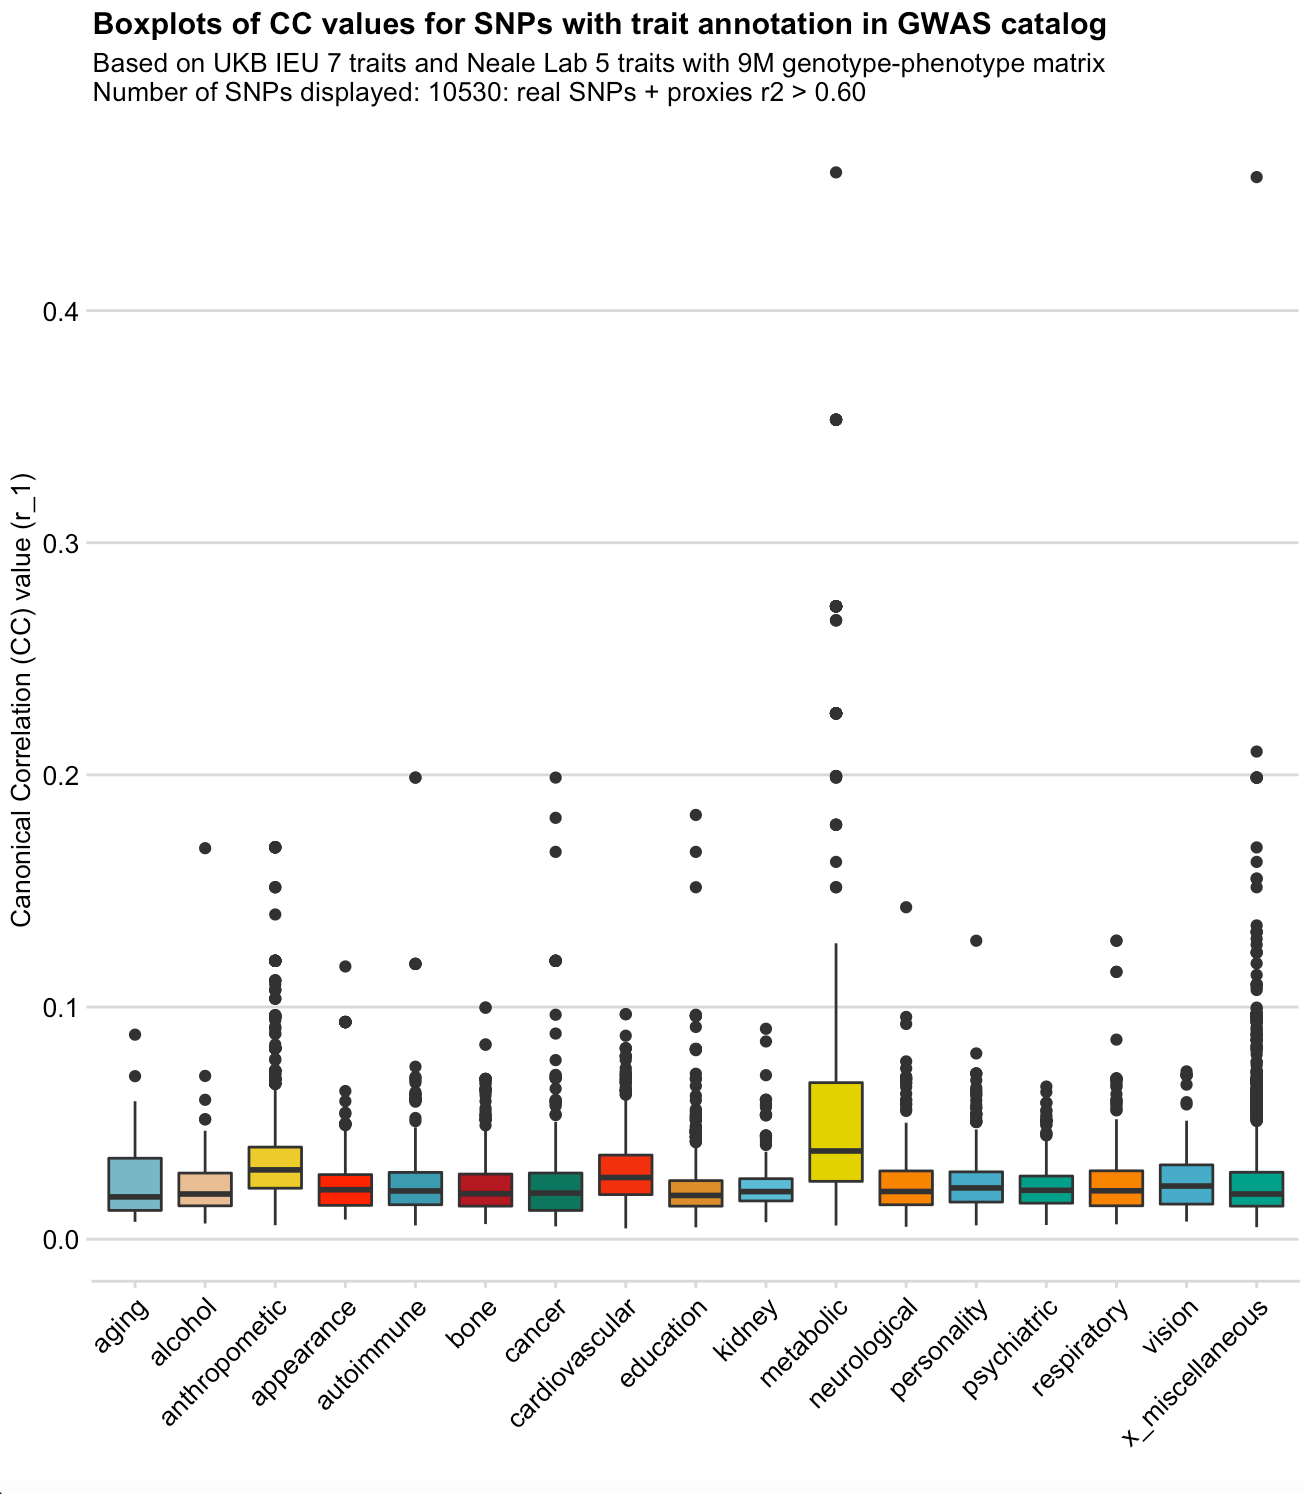 Boxplots of CC values for SNPs with trait annotation in GWAS catalog
Based on UKB IEU 7 traits and Neale Lab 5 traits with 9M genotype-phenotype matrix
Number of SNPs displayed: 10530: real SNPs + proxies r2 > 0.60
Canonical Correlation (CC) value (r_1)
0.4
0.3
0.2
0.1
0.0
aging
alcohol
anthropometic
appearance
autoimmune
bone
cancer
cardiovascular
education
kidney
metabolic
neurological
personality
psychiatric
respiratory
vision
x_miscellaneous